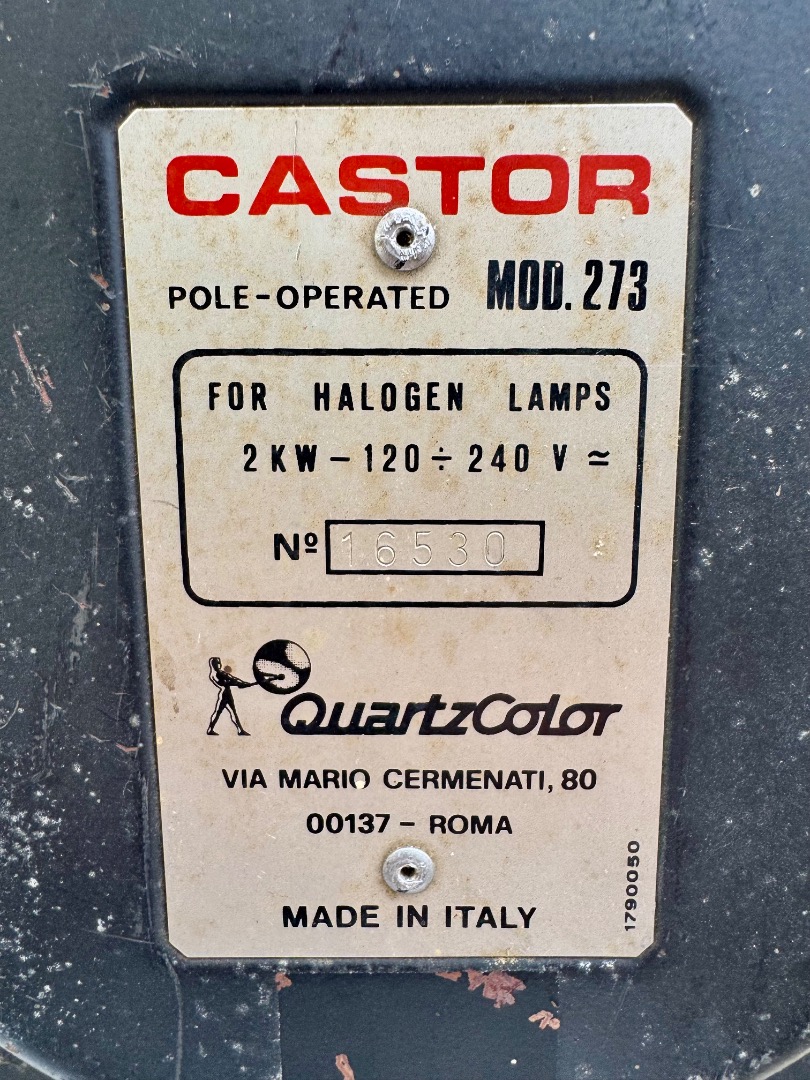 CASTOR
POLE-OPERATED MOD. 273
FOR HALOGEN LAMPS
2 KW - 120 ÷ 240 V ≃
Nº 16530
QuartzColor
VIA MARIO CERMENATI, 80
00137 - ROMA
MADE IN ITALY
1790050